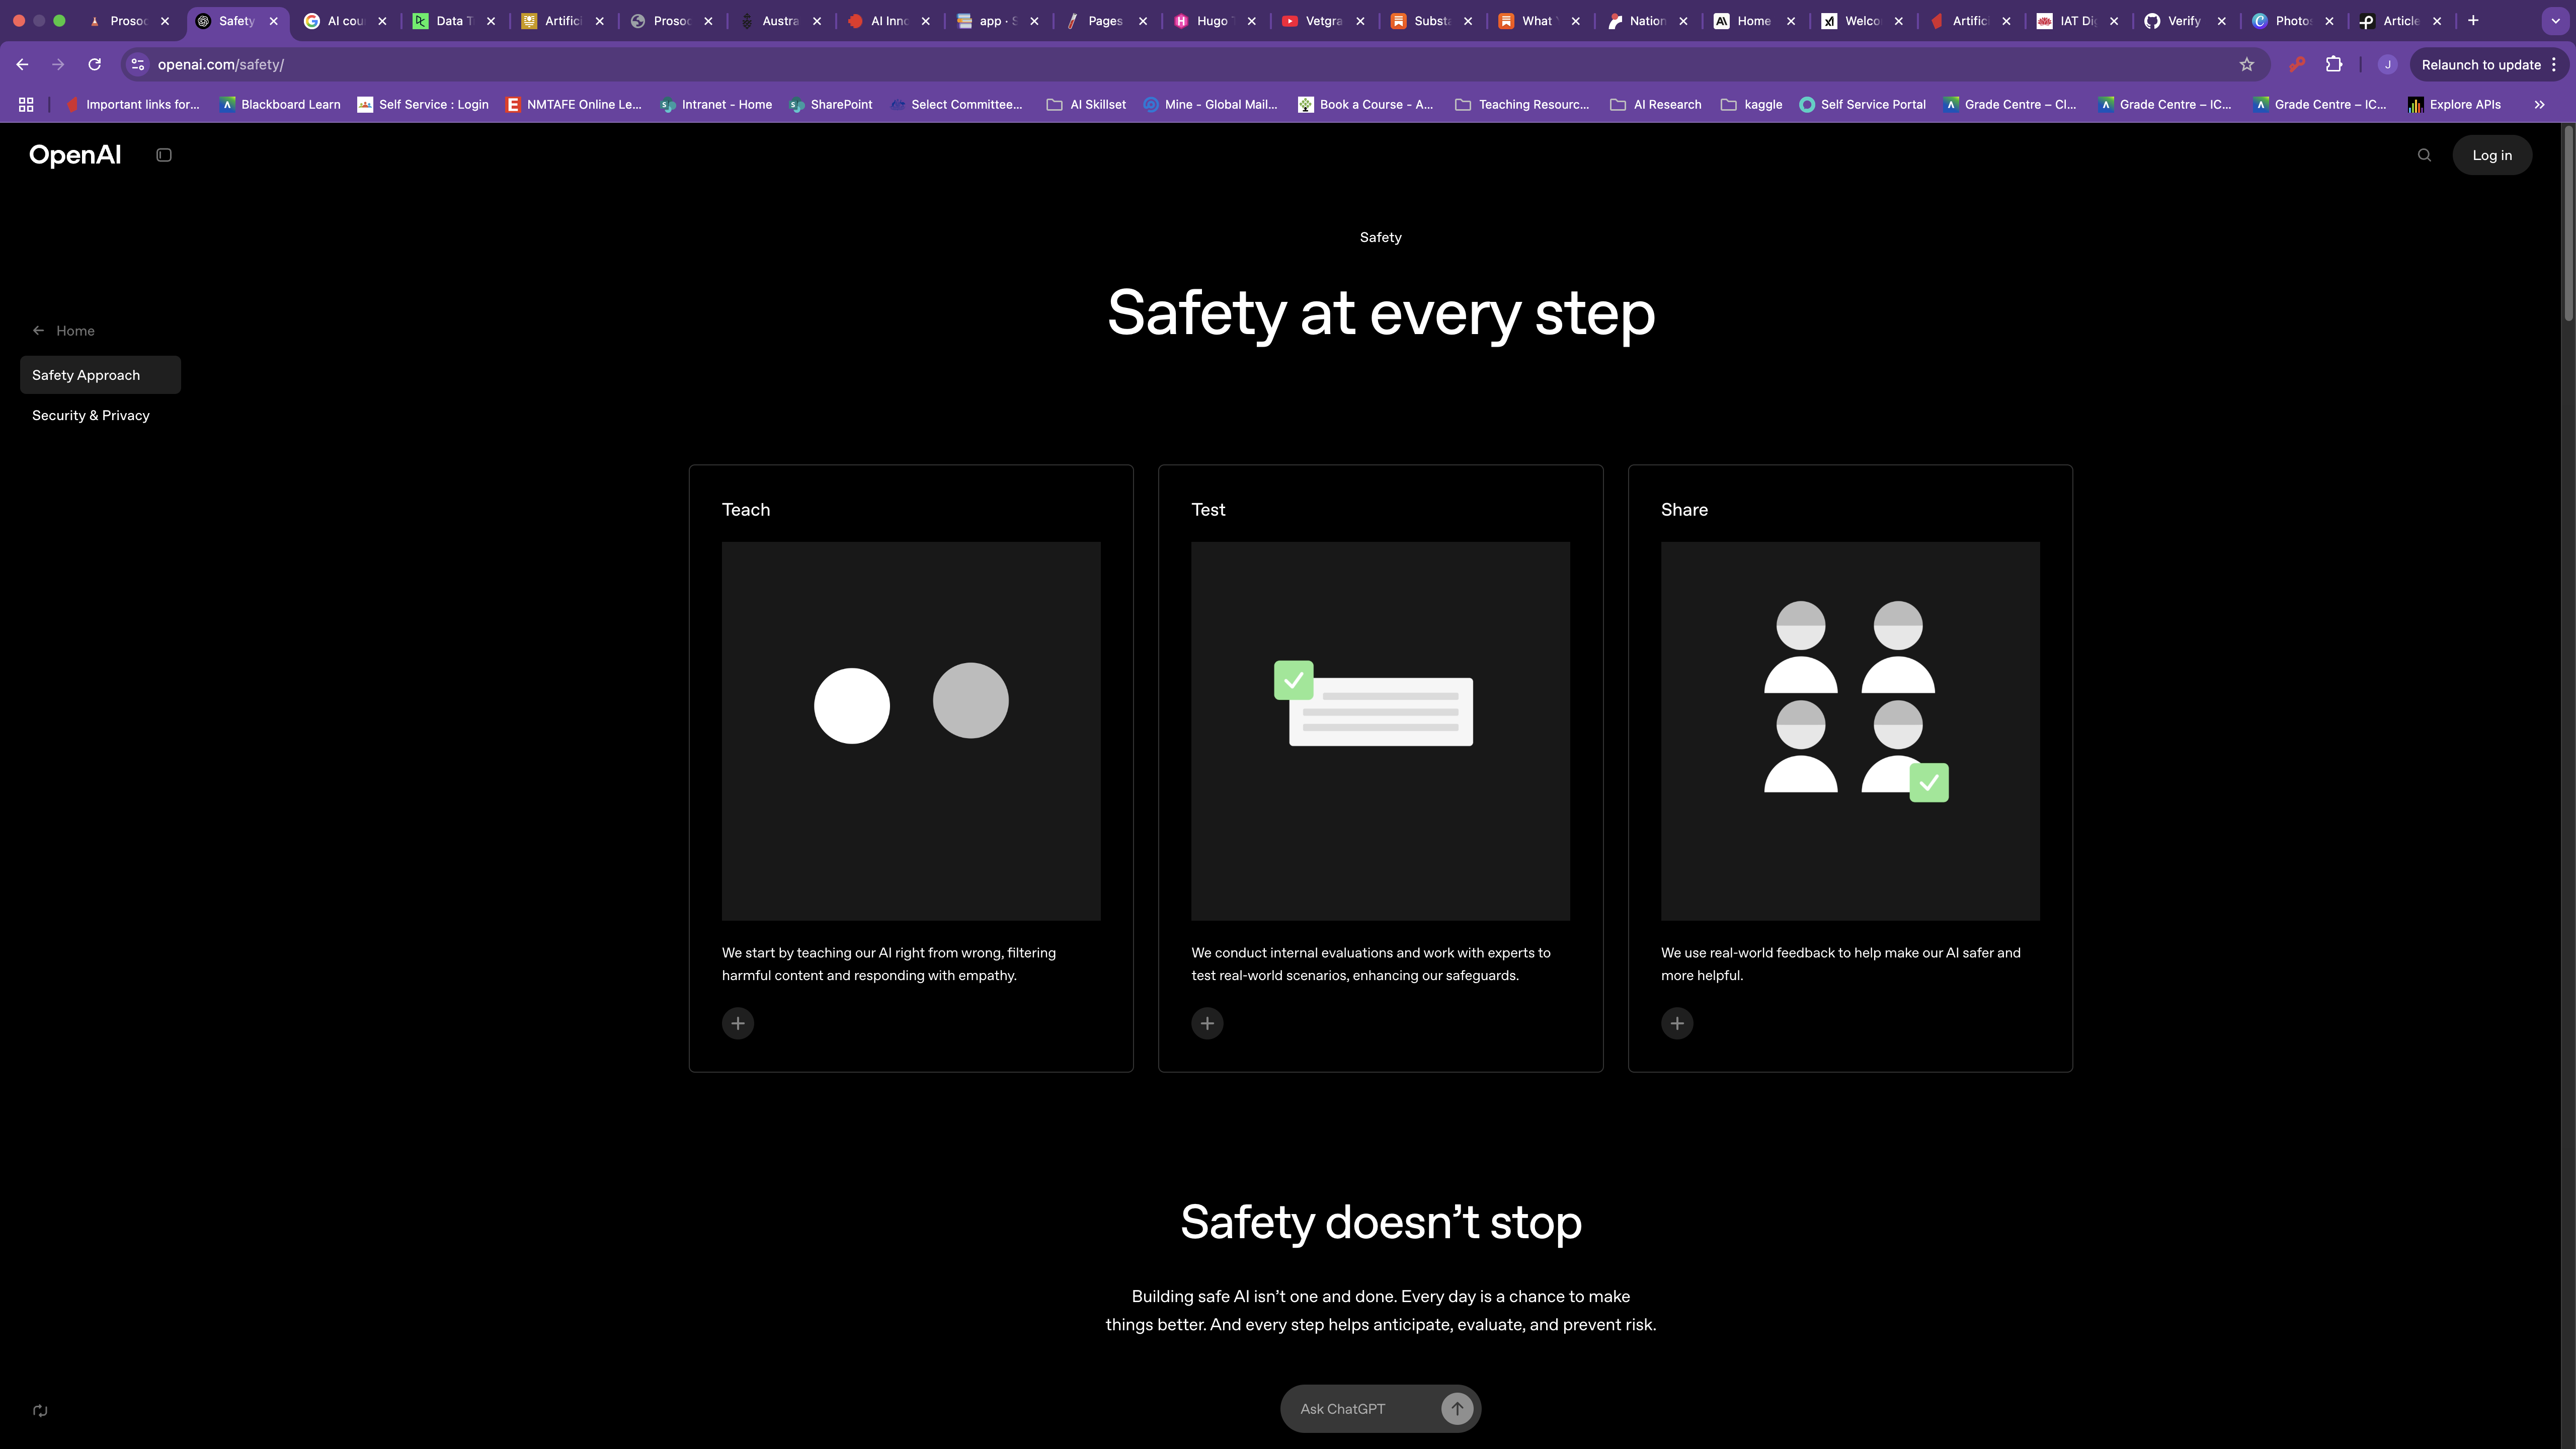 Prosoc
Safety
AI cour
Data T
Artifici
Prosoc
Austra
AI Inno
app · S
Pages
Hugo T
Vetgra
Subst
What
Nation
Home
Welco
Artific
IAT Di
Verify
Photos
Article
openai.com/safety/
J
Relaunch to update
Important links for...
Blackboard Learn
Self Service : Login
NMTAFE Online Le...
Intranet - Home
SharePoint
Select Committee...
AI Skillset
Mine - Global Mail...
Book a Course - A...
Teaching Resourc...
AI Research
kaggle
Self Service Portal
Grade Centre – Cl...
Grade Centre – IC...
Grade Centre – IC...
Explore APIs
OpenAI
Log in
Safety
Safety at every step
Home
Safety Approach
Security & Privacy
Teach
We start by teaching our AI right from wrong, filtering
harmful content and responding with empathy.
Test
We conduct internal evaluations and work with experts to
test real-world scenarios, enhancing our safeguards.
Share
We use real-world feedback to help make our AI safer and
more helpful.
Safety doesn’t stop
Building safe AI isn’t one and done. Every day is a chance to make
things better. And every step helps anticipate, evaluate, and prevent risk.
Ask ChatGPT